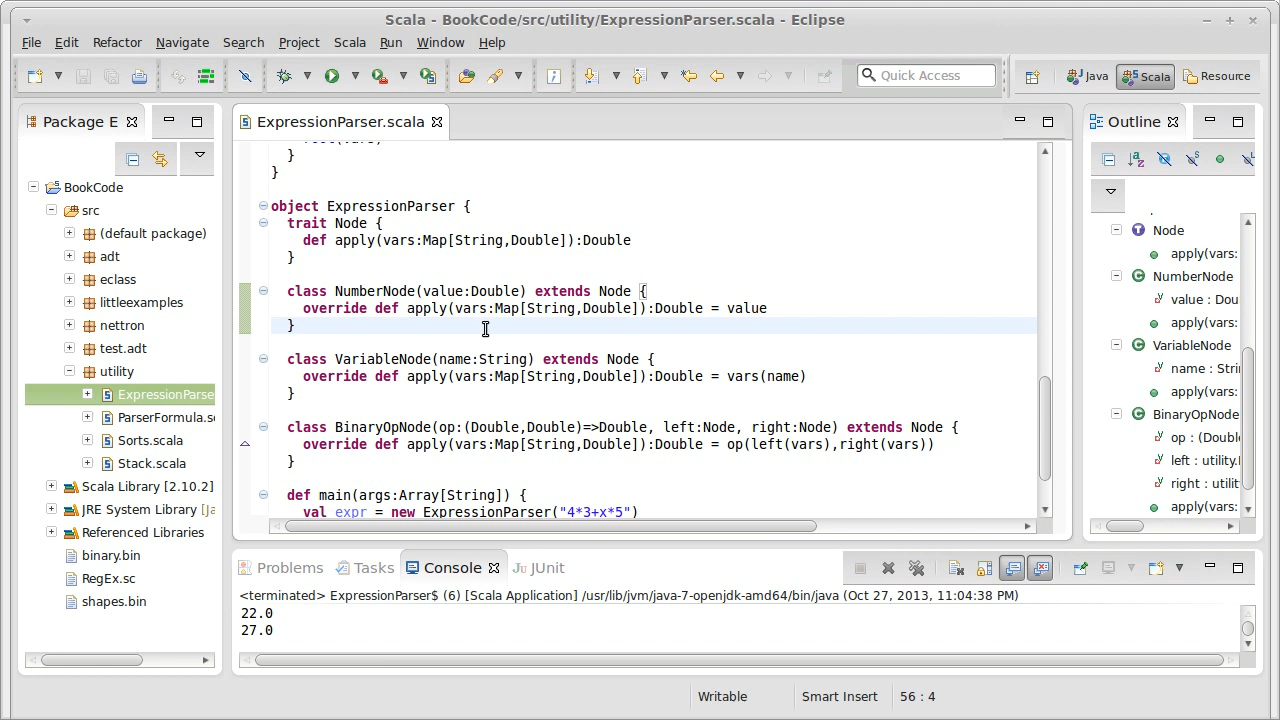 Scala - BookCode/src/utility/ExpressionParser.scala - Eclipse
File Edit Refactor Navigate Search Project Scala Run Window Help
Quick Access
Java
Scala
Resource
Package E
BookCode
src
(default package)
adt
eclass
littleexamples
nettron
test.adt
utility
ExpressionParse
ParserFormula.sc
Sorts.scala
Stack.scala
Scala Library [2.10.2]
JRE System Library [Ja
Referenced Libraries
binary.bin
RegEx.sc
shapes.bin
ExpressionParser.scala
}
}
object ExpressionParser {
trait Node {
def apply(vars:Map[String,Double]):Double
}
class NumberNode(value:Double) extends Node {
override def apply(vars:Map[String,Double]):Double = value
}
class VariableNode(name:String) extends Node {
override def apply(vars:Map[String,Double]):Double = vars(name)
}
class BinaryOpNode(op:(Double,Double)=>Double, left:Node, right:Node) extends Node {
override def apply(vars:Map[String,Double]):Double = op(left(vars),right(vars))
}
def main(args:Array[String]) {
val expr = new ExpressionParser("4*3+x*5")
Outline
Node
apply(vars:
NumberNode
value : Dou
apply(vars:
VariableNode
name : Stri
apply(vars:
BinaryOpNode
op : (Double
left : utility.
right : utilit
apply(vars:
Problems Tasks Console JUnit
<terminated> ExpressionParser$ (6) [Scala Application] /usr/lib/jvm/java-7-openjdk-amd64/bin/java (Oct 27, 2013, 11:04:38 PM)
22.0
27.0
Writable Smart Insert 56 : 4